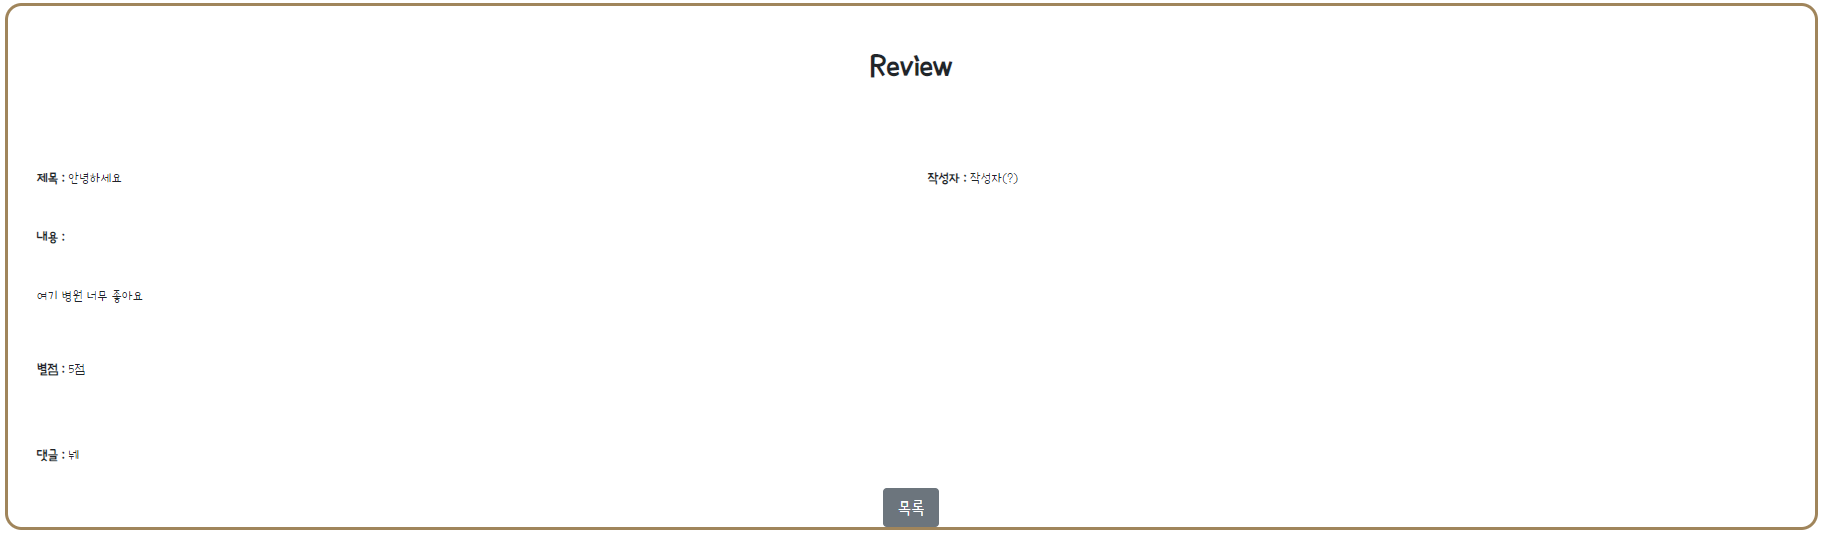 Review
제목 : 안녕하세요 작성자 : 작성자(?)
내용 :
여기 병원 너무 좋아요
별점 : 5점
댓글 :
목록